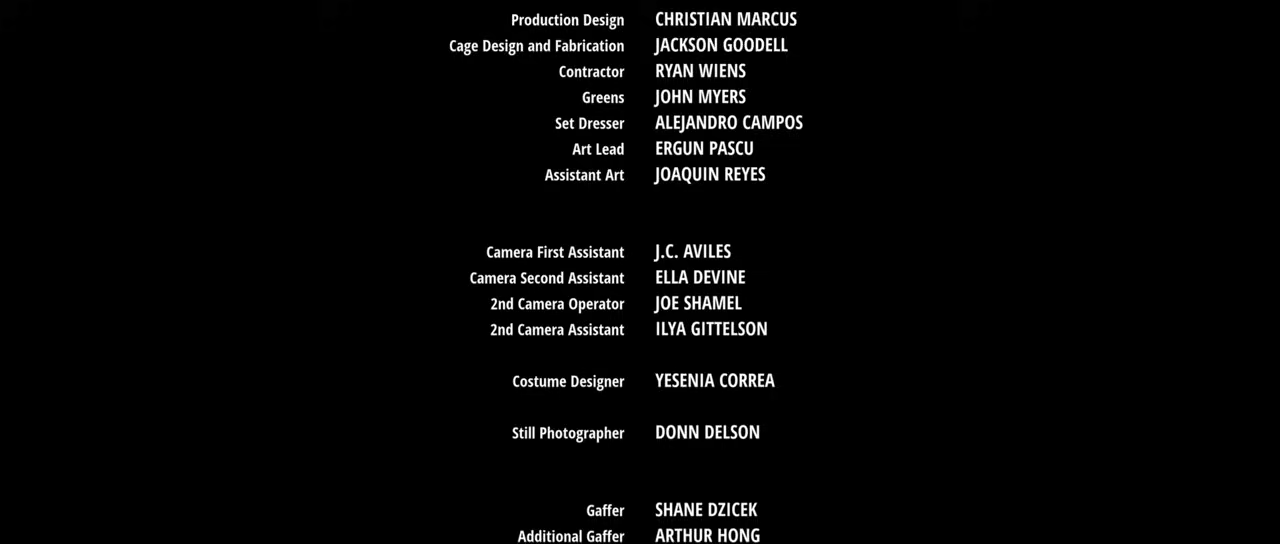 Production Design CHRISTIAN MARCUS
Cage Design and Fabrication JACKSON GOODELL
Contractor RYAN WIENS
Greens JOHN MYERS
Set Dresser ALEJANDRO CAMPOS
Art Lead ERGUN PASCU
Assistant Art JOAQUIN REYES
Camera First Assistant J.C. AVILES
Camera Second Assistant ELLA DEVINE
2nd Camera Operator JOE SHAMEL
2nd Camera Assistant ILYA GITTELSON
Costume Designer YESENIA CORREA
Still Photographer DONN DELSON
Gaffer SHANE DZICEK
Additional Gaffer ARTHUR HONG